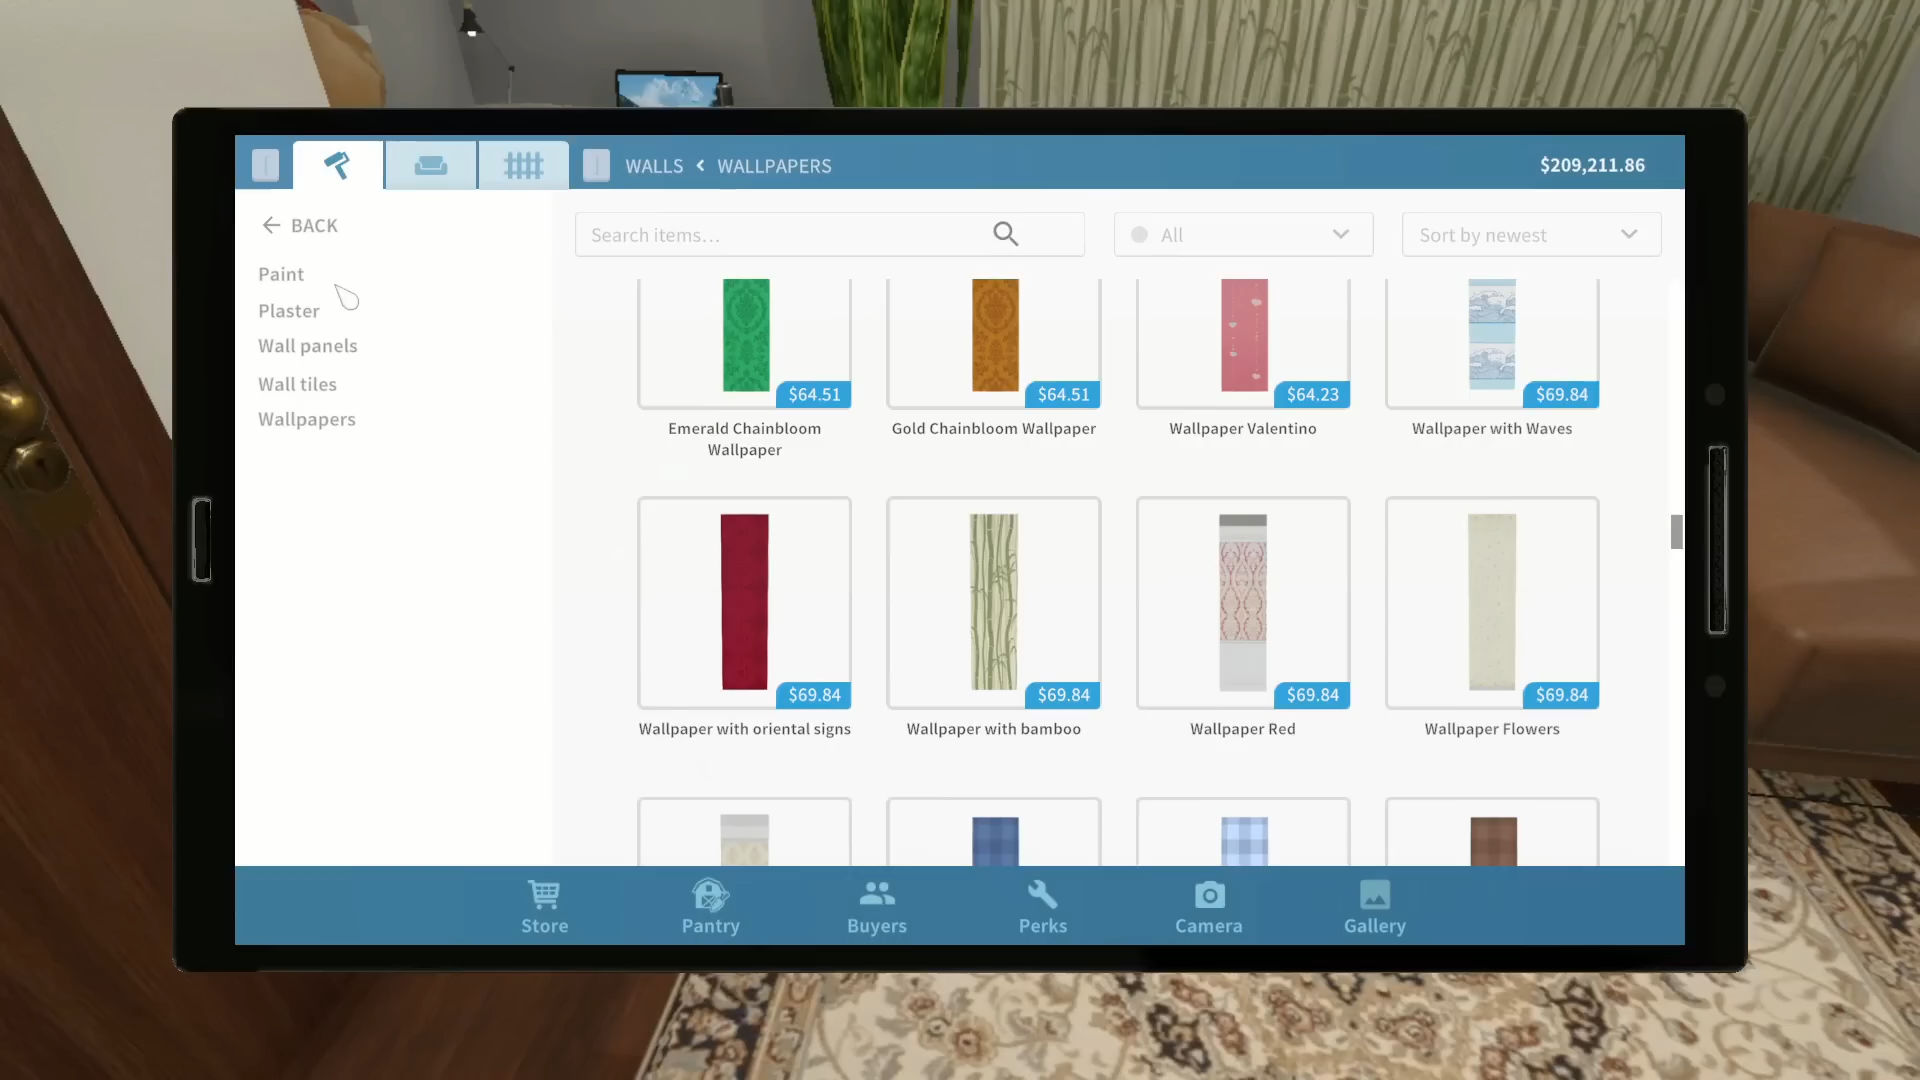 WALLS < WALLPAPERS
$209,211.86
BACK
Search items...
All
Sort by newest
Paint
Plaster
Wall panels
Wall tiles
Wallpapers
$64.51
$64.51
$64.23
$69.84
Emerald Chainbloom
Wallpaper
Gold Chainbloom Wallpaper
Wallpaper Valentino
Wallpaper with Waves
$69.84
$69.84
$69.84
$69.84
Wallpaper with oriental signs
Wallpaper with bamboo
Wallpaper Red
Wallpaper Flowers
Store
Pantry
Buyers
Perks
Camera
Gallery